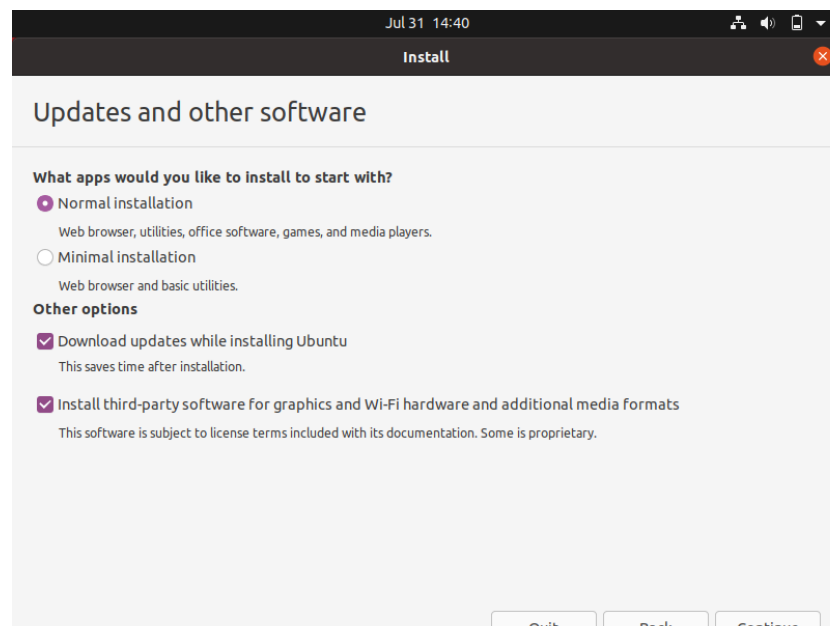 Jul 31 14:40
Install
Updates and other software
What apps would you like to install to start with?
Normal installation
Web browser, utilities, office software, games, and media players.
Minimal installation
Web browser and basic utilities.
Other options
Download updates while installing Ubuntu
This saves time after installation.
Install third-party software for graphics and Wi-Fi hardware and additional media formats
This software is subject to license terms included with its documentation. Some is proprietary.
Quit Back Continue